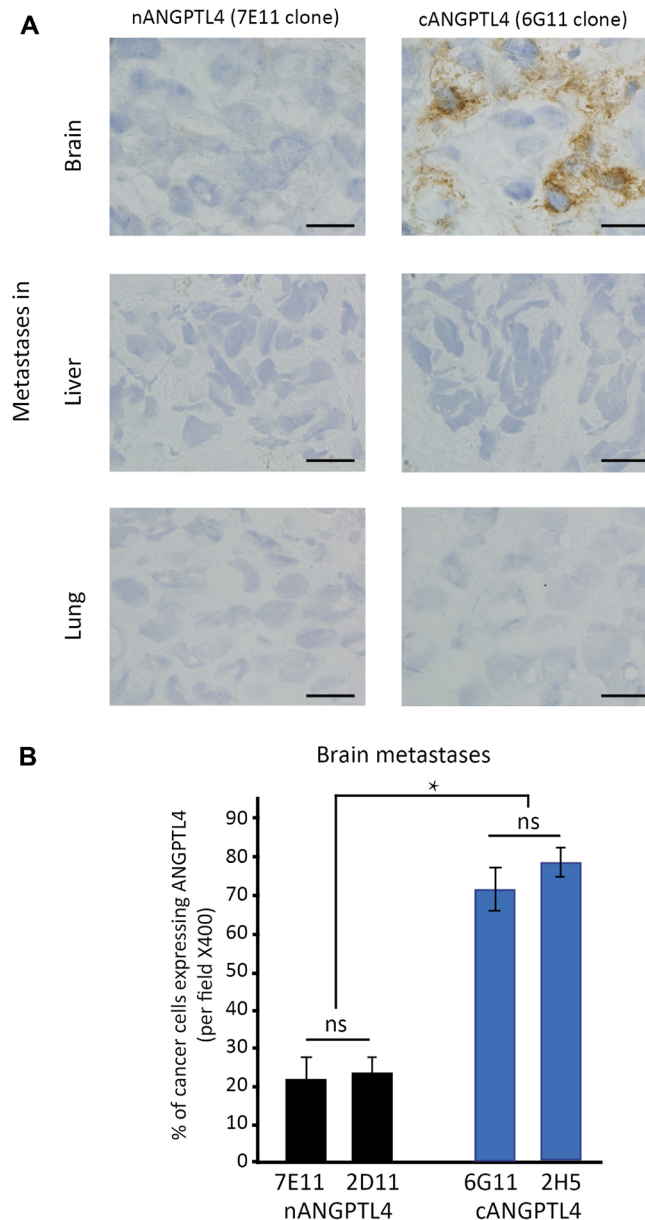 A
nANGPTL4 (7E11 clone)
cANGPTL4 (6G11 clone)
Metastases in
Brain
Liver
Lung
B
Brain metastases
% of cancer cells expressing ANGPTL4
(per field X400)
90
80
70
60
50
40
30
20
10
0
*
ns
ns
7E11
2D11
6G11
2H5
nANGPTL4
cANGPTL4